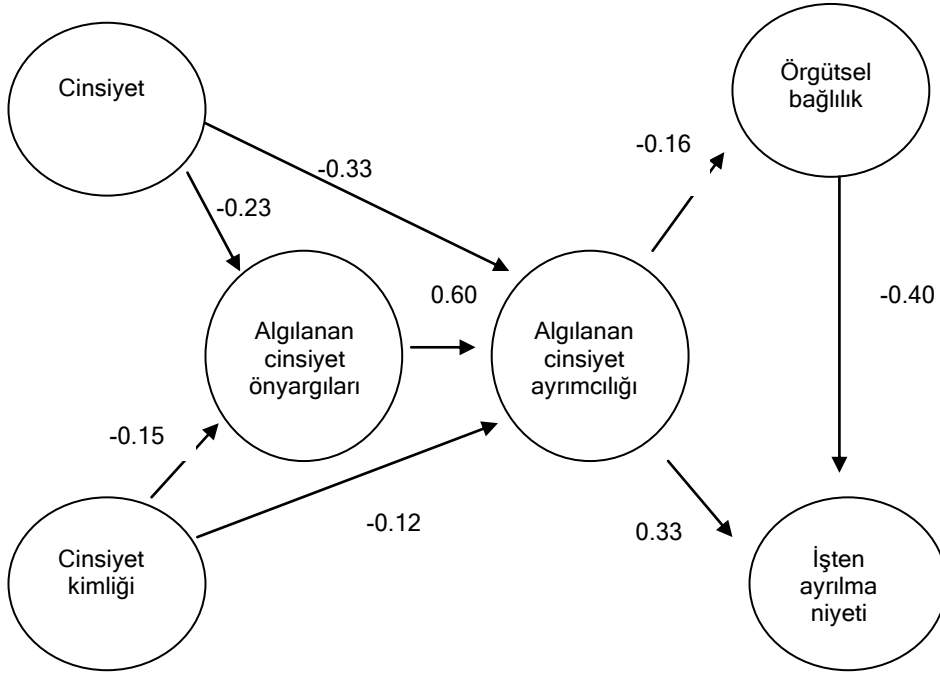 Cinsiyet
Örgütsel
bağlılık
-0.33
-0.16
-0.23
0.60
-0.40
Algılanan
cinsiyet
önyargıları
Algılanan
cinsiyet
ayrımcılığı
-0.15
-0.12
0.33
Cinsiyet
kimliği
İşten
ayrılma
niyeti